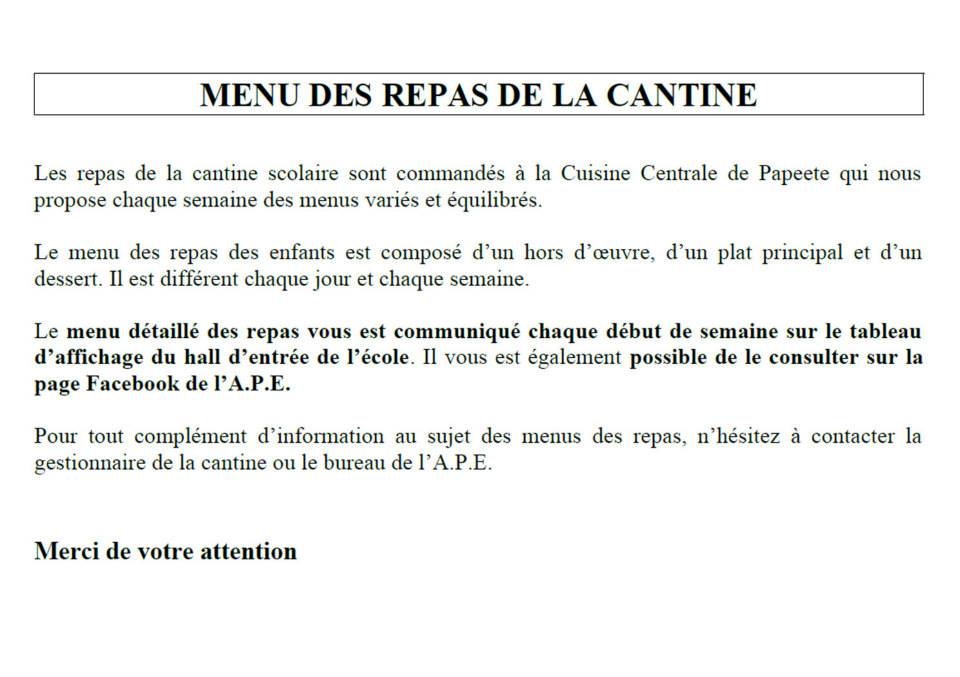 MENU DES REPAS DE LA CANTINE
Les repas de la cantine scolaire sont commandés à la Cuisine Centrale de Papeete qui nous
propose chaque semaine des menus variés et équilibrés.
Le menu des repas des enfants est composé d’un hors d’œuvre, d’un plat principal et d’un
dessert. Il est différent chaque jour et chaque semaine.
Le menu détaillé des repas vous est communiqué chaque début de semaine sur le tableau
d’affichage du hall d’entrée de l’école. Il vous est également possible de le consulter sur la
page Facebook de l’A.P.E.
Pour tout complément d’information au sujet des menus des repas, n’hésitez à contacter la
gestionnaire de la cantine ou le bureau de l’A.P.E.
Merci de votre attention